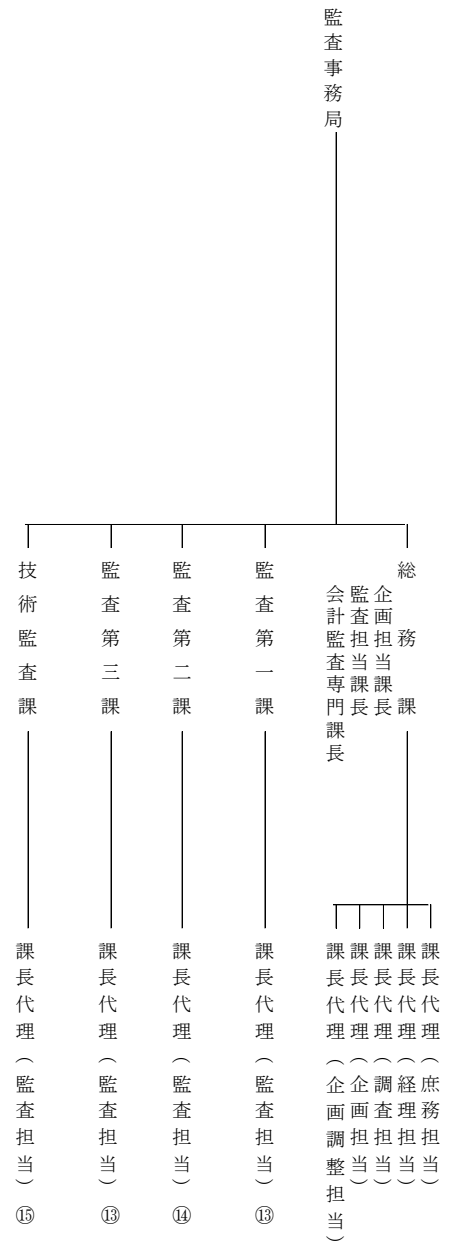 監査事務局
総務課
企画担当課長
監査担当課長
会計監査専門課長
課長代理(庶務担当)
課長代理(経理担当)
課長代理(調査担当)
課長代理(企画担当)
課長代理(企画調整担当)
監査第一課
課長代理(監査担当)⑬
監査第二課
課長代理(監査担当)⑭
監査第三課
課長代理(監査担当)⑬
技術監査課
課長代理(監査担当)⑮